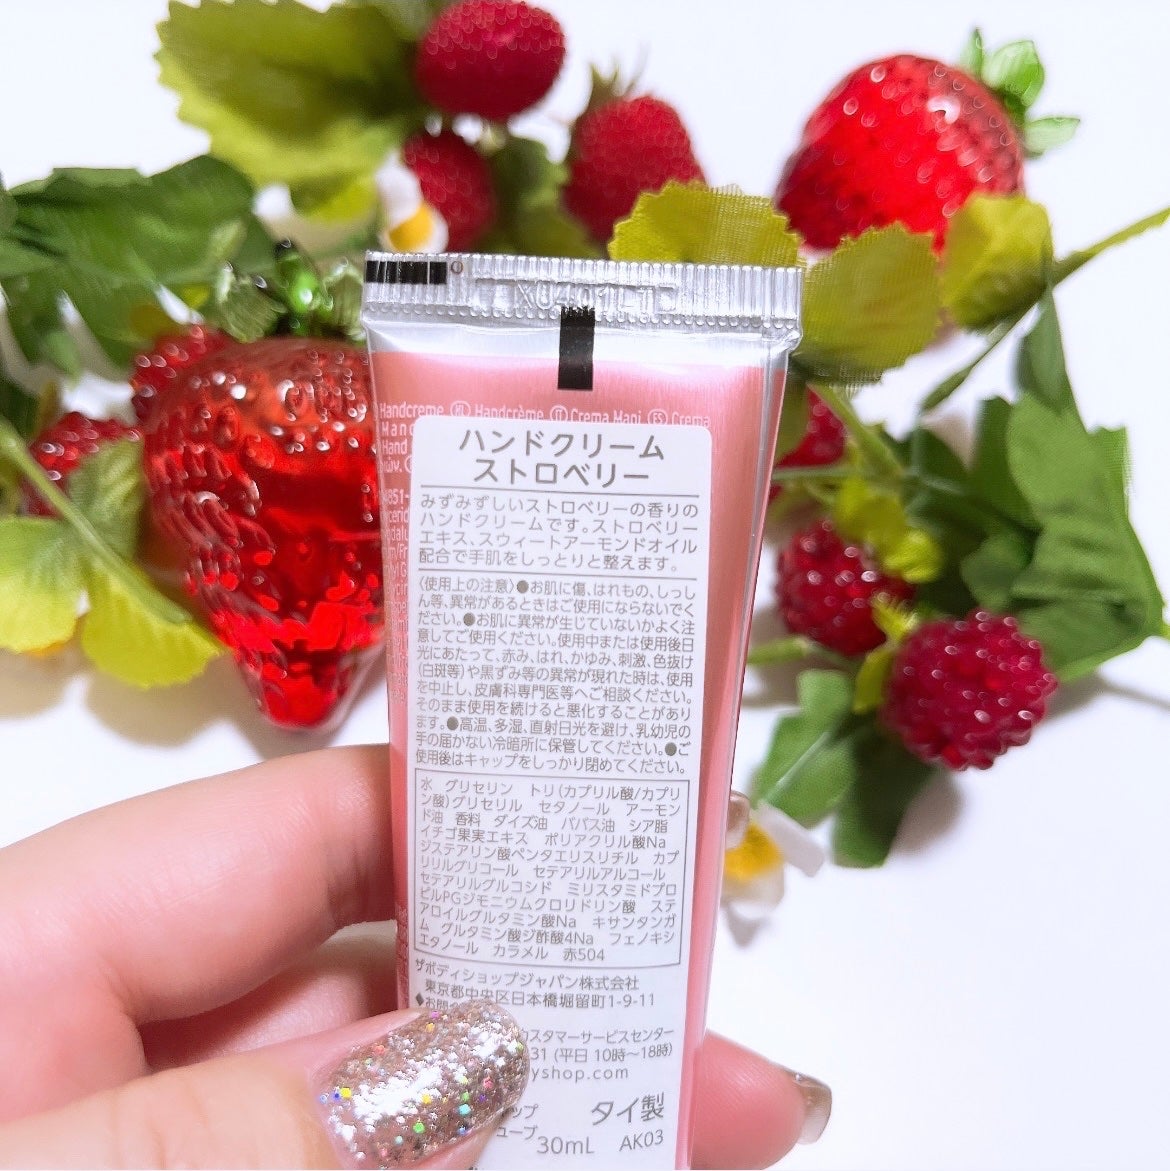 Handcreme NL Handcrème IT Crema Mani ES Crema
Hand
ハンドクリーム
ストロベリー
みずみずしいストロベリーの香りの
ハンドクリームです。ストロベリー
エキス、スウィートアーモンドオイル
配合で手肌をしっとりと整えます。
〈使用上の注意〉●お肌に傷、はれもの、しっし
ん等、異常があるときはご使用にならないでく
ださい。●お肌に異常が生じていないかよく注
意してご使用ください。使用中または使用後日
光にあたって、赤み、はれ、かゆみ、刺激、色抜け
(白斑等)や黒ずみ等の異常が現れた時は、使用
を中止し、皮膚科専門医等へご相談ください。
そのまま使用を続けると悪化することがあり
ます。●高温、多湿、直射日光を避け、乳幼児の
手の届かない冷暗所に保管してください。●ご
使用後はキャップをしっかり閉めてください。
水 グリセリン トリ(カプリル酸/カプリ
ン酸)グリセリル セタノール アーモン
ド油 香料 ダイズ油 ババス油 シア脂
イチゴ果実エキス ポリアクリル酸Na
ジステアリン酸ペンタエリスリチル カプ
リリルグリコール セテアリルアルコール
セテアリルグルコシド ミリスタミドプロ
ピルPGジモニウムクロリドリン酸 ステ
アロイルグルタミン酸Na キサンタンガ
ム グルタミン酸ジ酢酸4Na フェノキシ
エタノール カラメル 赤504
ザボディショップジャパン株式会社
東京都中央区日本橋堀留町1-9-11
◆お問
カスタマーサービスセンター
31 (平日 10時〜18時)
yshop.com
ャップ
ューブ
タイ製
30mL AK03